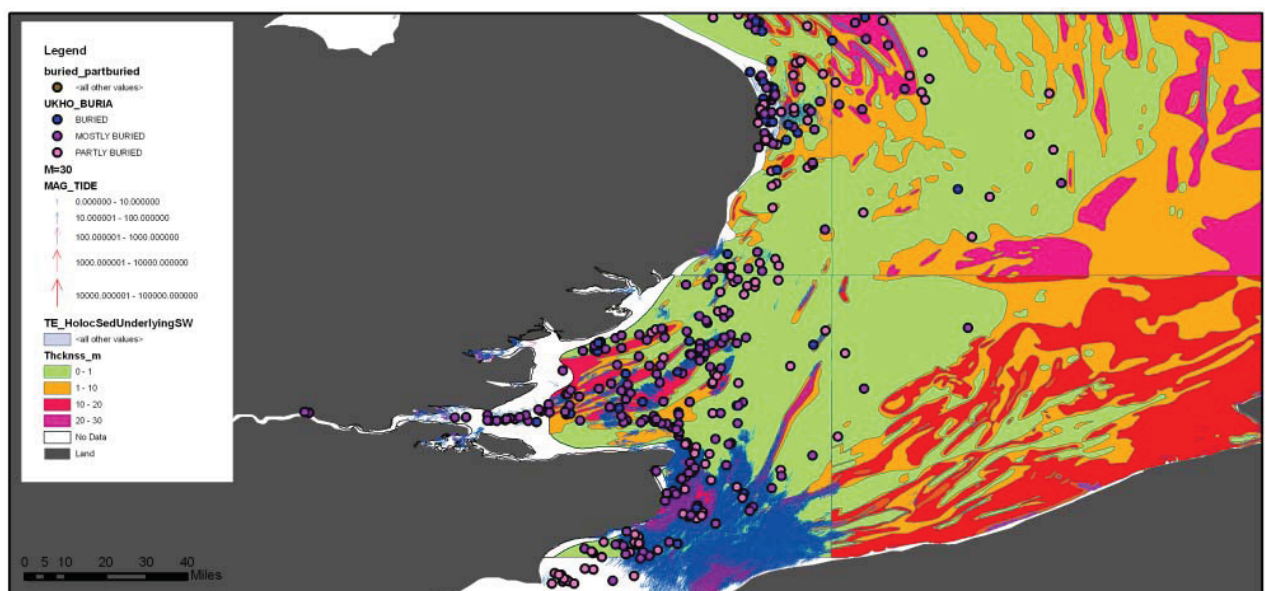 Legend
buried_partburied
<all other values>
UKHO_BURIA
BURIED
MOSTLY BURIED
PARTLY BURIED
M=30
MAG_TIDE
0.000000 - 10.000000
10.000001 - 100.000000
100.000001 - 1000.000000
1000.000001 - 10000.000000
10000.000001 - 100000.000000
TE_HolocSedUnderlyingSW
<all other values>
Thcknss_m
0 - 1
1 - 10
10 - 20
20 - 30
No Data
Land
0 5 10 20 30 40
Miles